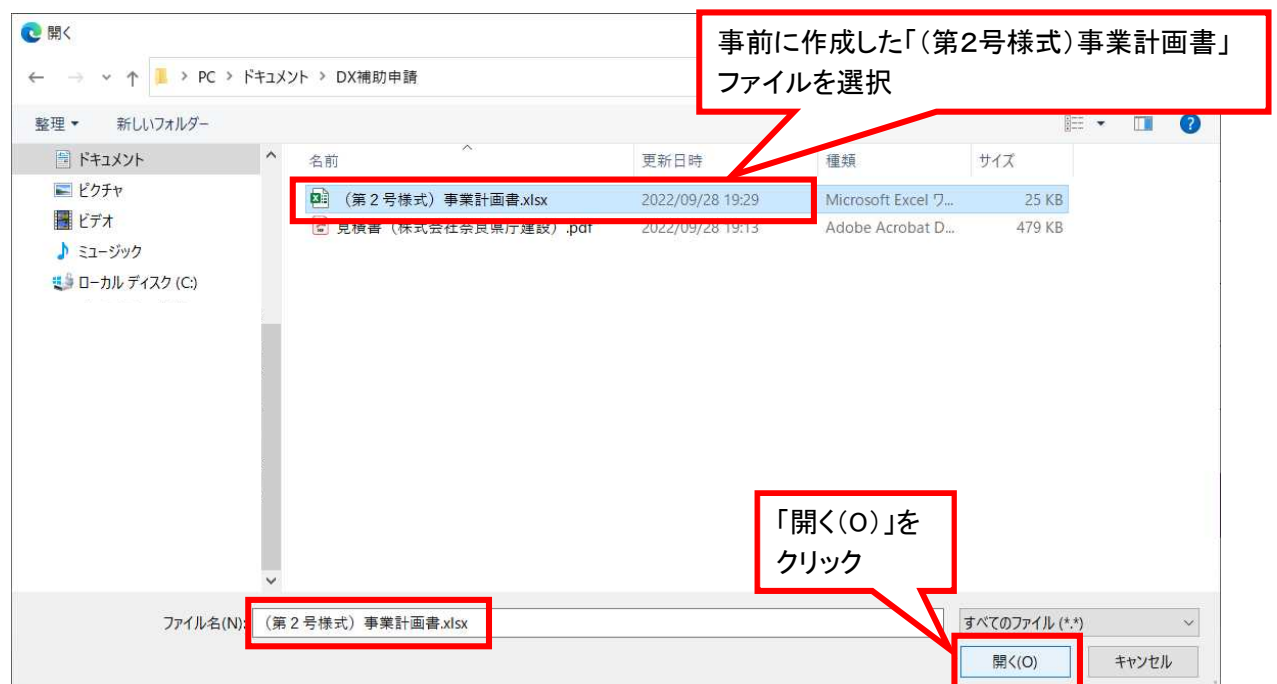 開く
事前に作成した「（第２号様式）事業計画書」
ファイルを選択
PC > ドキュメント > DX補助申請
整理 新しいフォルダー
ドキュメント
ピクチャ
ビデオ
ミュージック
ローカル ディスク (C:)
名前 更新日時 種類 サイズ
（第２号様式）事業計画書.xlsx 2022/09/28 19:29 Microsoft Excel ワ... 25 KB
見積書（株式会社奈良県庁建設）.pdf 2022/09/28 19:13 Adobe Acrobat D... 479 KB
「開く（O）」を
クリック
ファイル名(N): （第２号様式）事業計画書.xlsx すべてのファイル (*.*)
開く(O) キャンセル